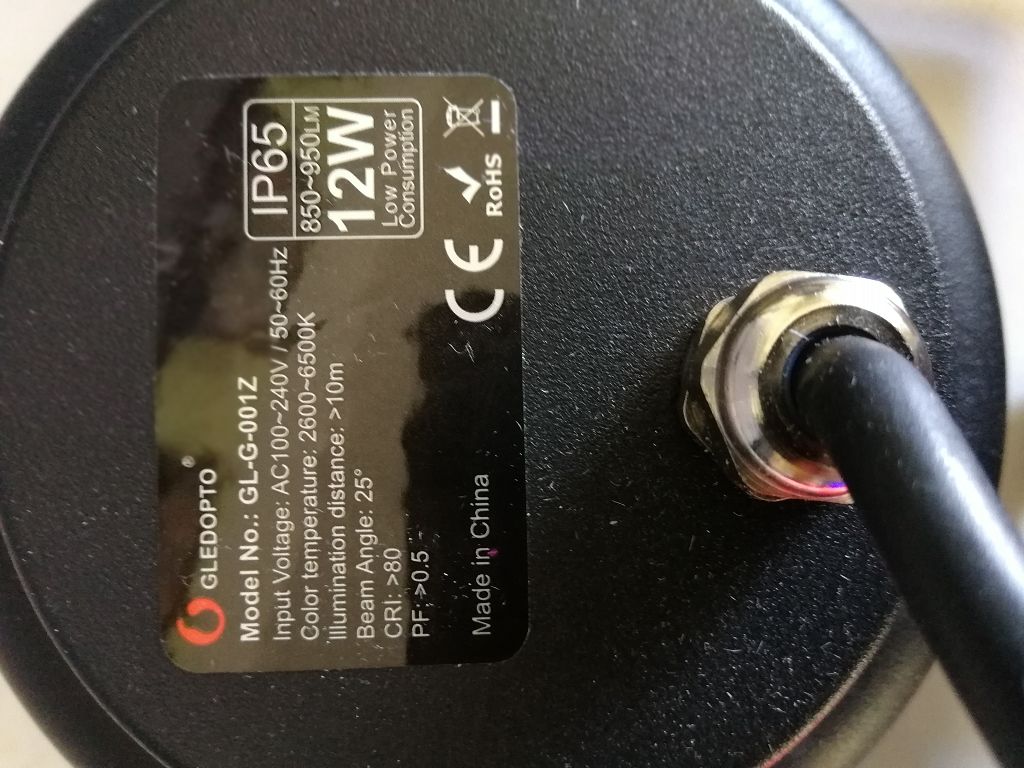 GLEDOPTO®
Model No.: GL-G-001Z
Input Voltage: AC100~240V / 50~60Hz
Color temperature: 2600~6500K
Illumination distance: >10m
Beam Angle: 25°
CRI: >80
PF: >0.5
Made in China
IP65
850~950LM
12W
Low Power
Consumption
CE
RoHS